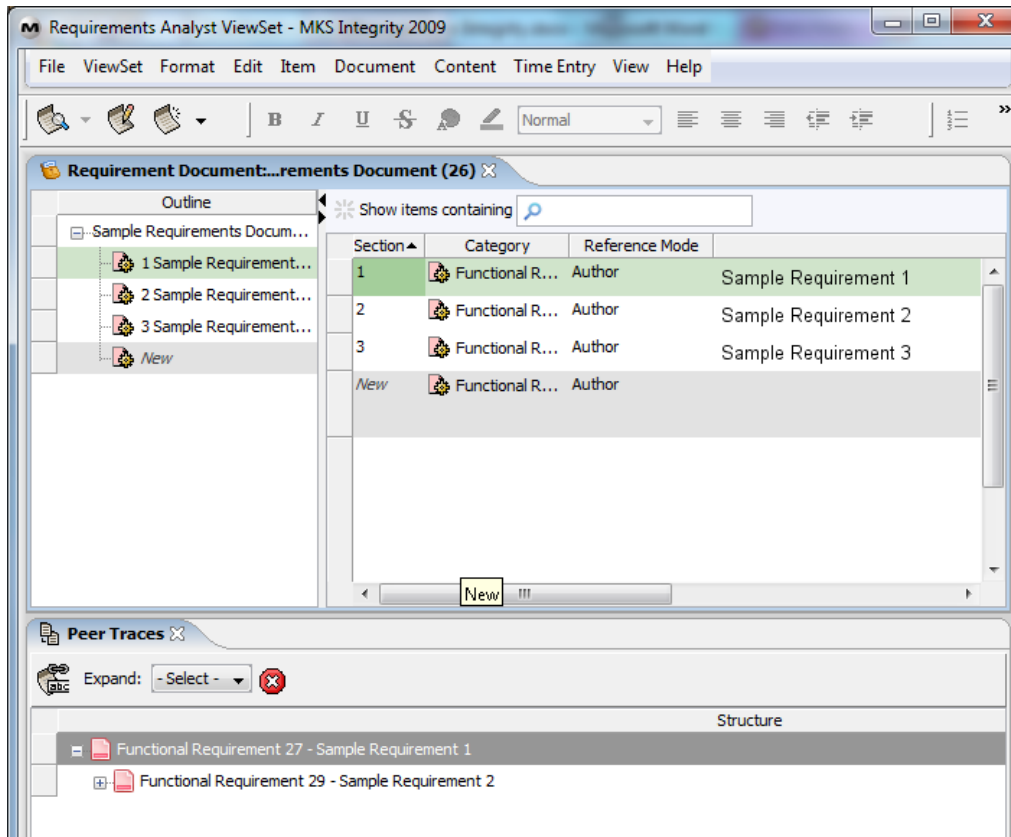 Requirements Analyst ViewSet - MKS Integrity 2009
File ViewSet Format Edit Item Document Content Time Entry View Help
B I U S Normal »
Requirement Document:...rements Document (26)
Outline
Sample Requirements Docum...
1 Sample Requirement...
2 Sample Requirement...
3 Sample Requirement...
New
Show items containing
Section Category Reference Mode
1 Functional R... Author Sample Requirement 1
2 Functional R... Author Sample Requirement 2
3 Functional R... Author Sample Requirement 3
New Functional R... Author
New
Peer Traces
abc Expand: - Select -
Structure
Functional Requirement 27 - Sample Requirement 1
Functional Requirement 29 - Sample Requirement 2